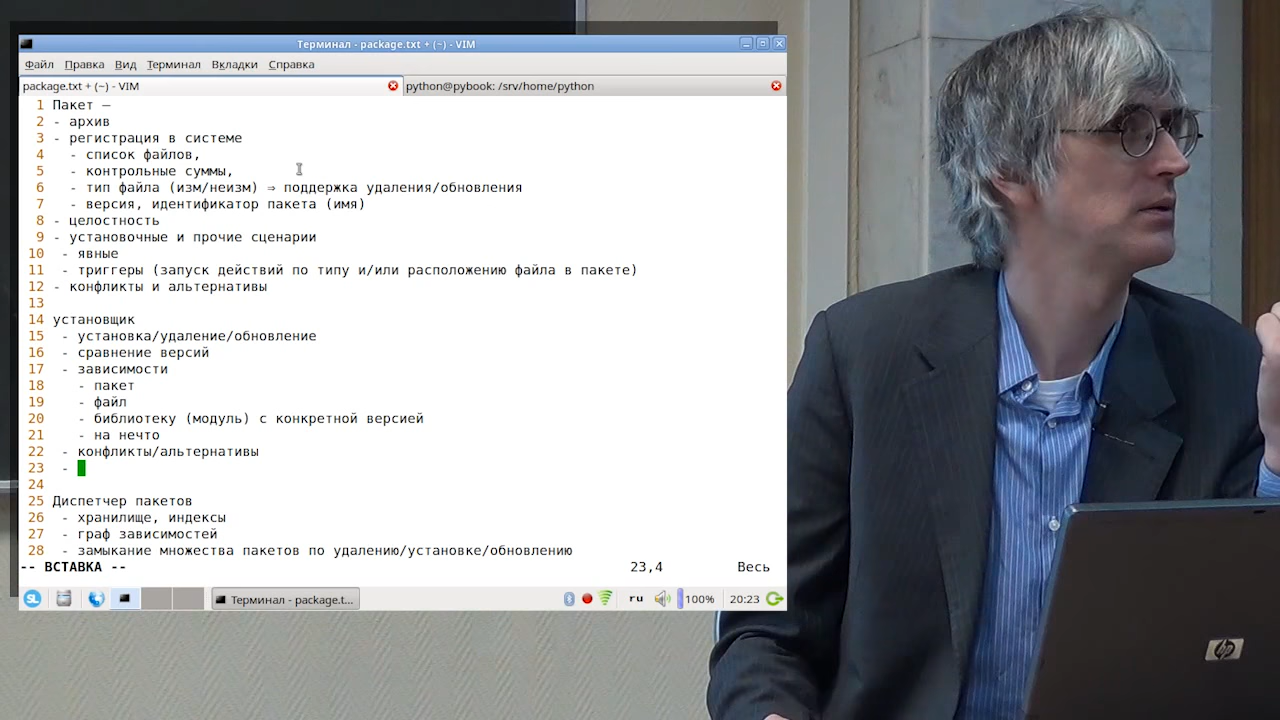 Терминал - package.txt + (~) - VIM
Файл Правка Вид Терминал Вкладки Справка
package.txt + (~) - VIM python@pybook: /srv/home/python
1 Пакет —
2 - архив
3 - регистрация в системе
4 - список файлов,
5 - контрольные суммы,
6 - тип файла (изм/неизм) ⇒ поддержка удаления/обновления
7 - версия, идентификатор пакета (имя)
8 - целостность
9 - установочные и прочие сценарии
10 - явные
11 - триггеры (запуск действий по типу и/или расположению файла в пакете)
12 - конфликты и альтернативы
13
14 установщик
15 - установка/удаление/обновление
16 - сравнение версий
17 - зависимости
18 - пакет
19 - файл
20 - библиотеку (модуль) с конкретной версией
21 - на нечто
22 - конфликты/альтернативы
23 -
24
25 Диспетчер пакетов
26 - хранилище, индексы
27 - граф зависимостей
28 - замыкание множества пакетов по удалению/установке/обновлению
-- ВСТАВКА -- 23,4 Весь
SL Терминал - package.t... ru 100% 20:23
hp